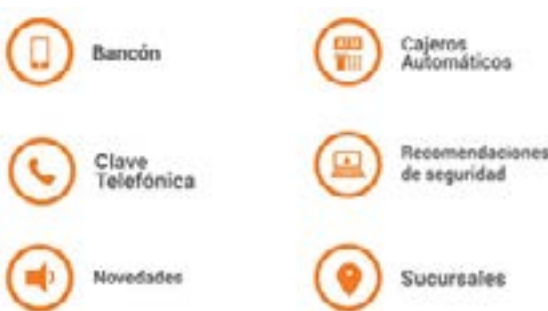 Bancón
Cajeros
Automáticos
Clave
Telefónica
Recomendaciones
de seguridad
Novedades
Sucursales